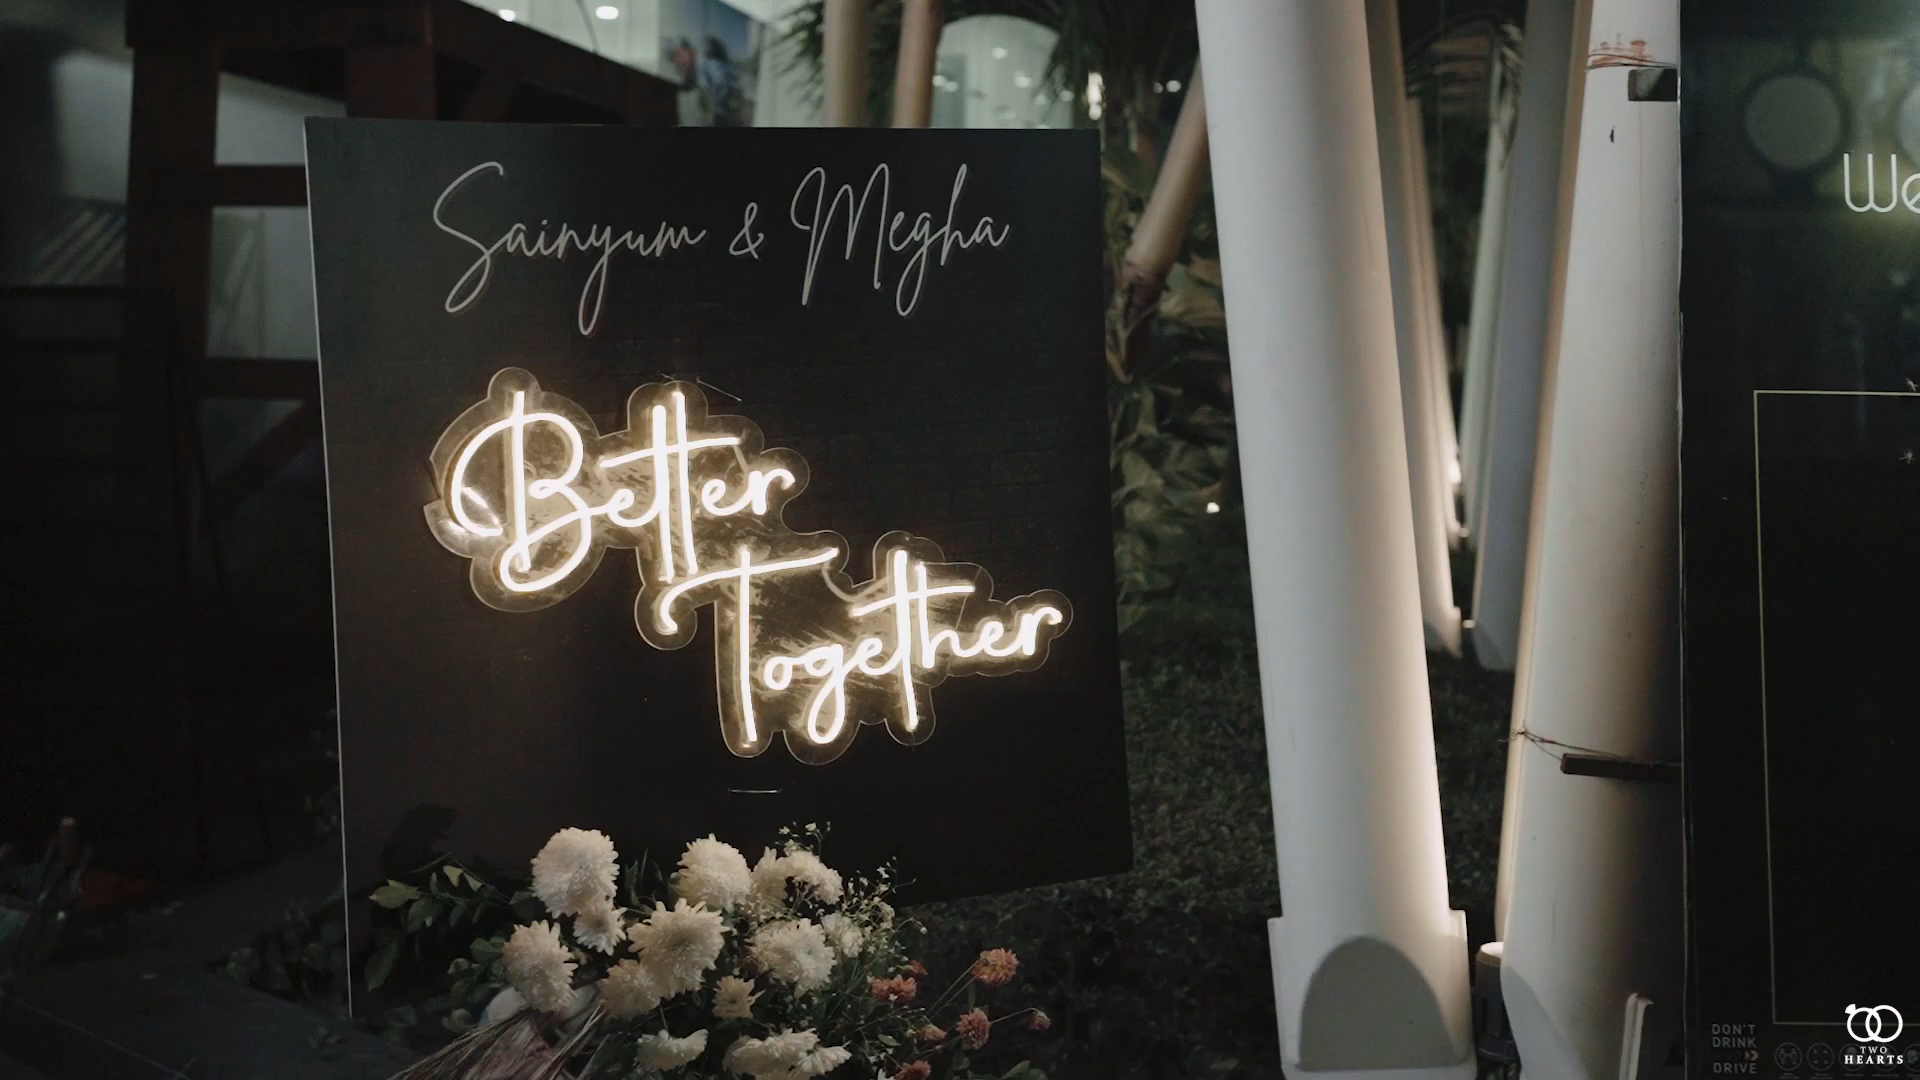 Sainyum & Megha
Better
Together
DON'T
DRINK
DRIVE
TWO
HEARTS